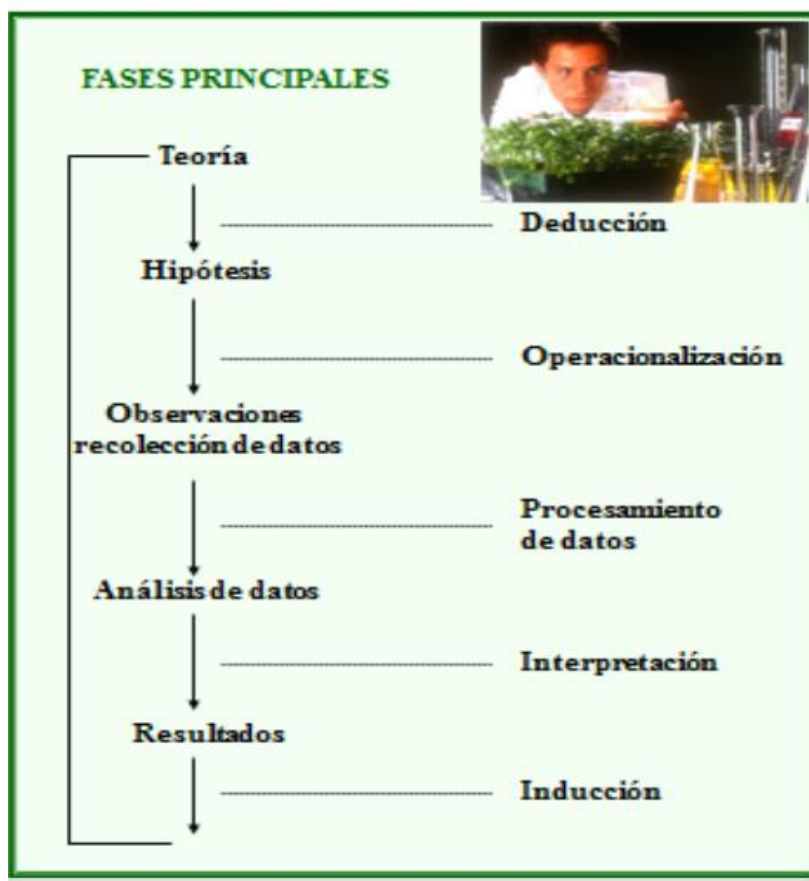 FASES PRINCIPALES
Teoría
Deducción
Hipótesis
Operacionalización
Observaciones
recolección de datos
Procesamiento
de datos
Análisis de datos
Interpretación
Resultados
Inducción